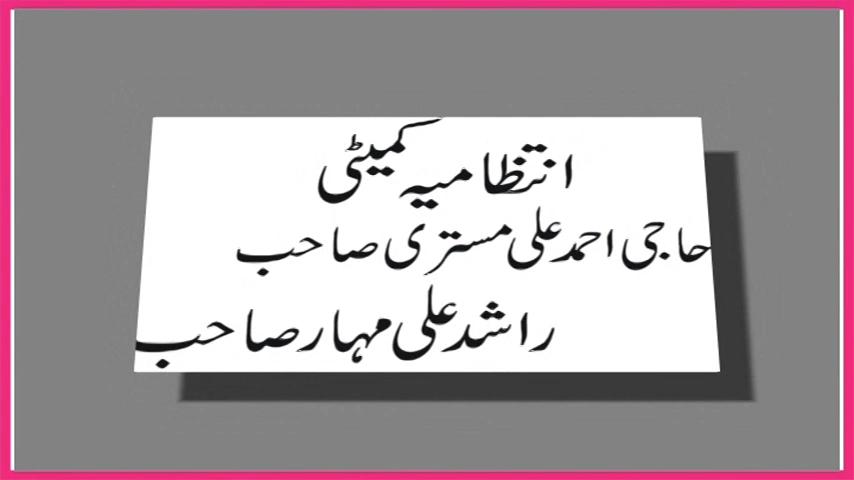 انتظامیہ کمیٹی
حاجی احمد علی مستری صاحب
راشد علی مہار صاحب